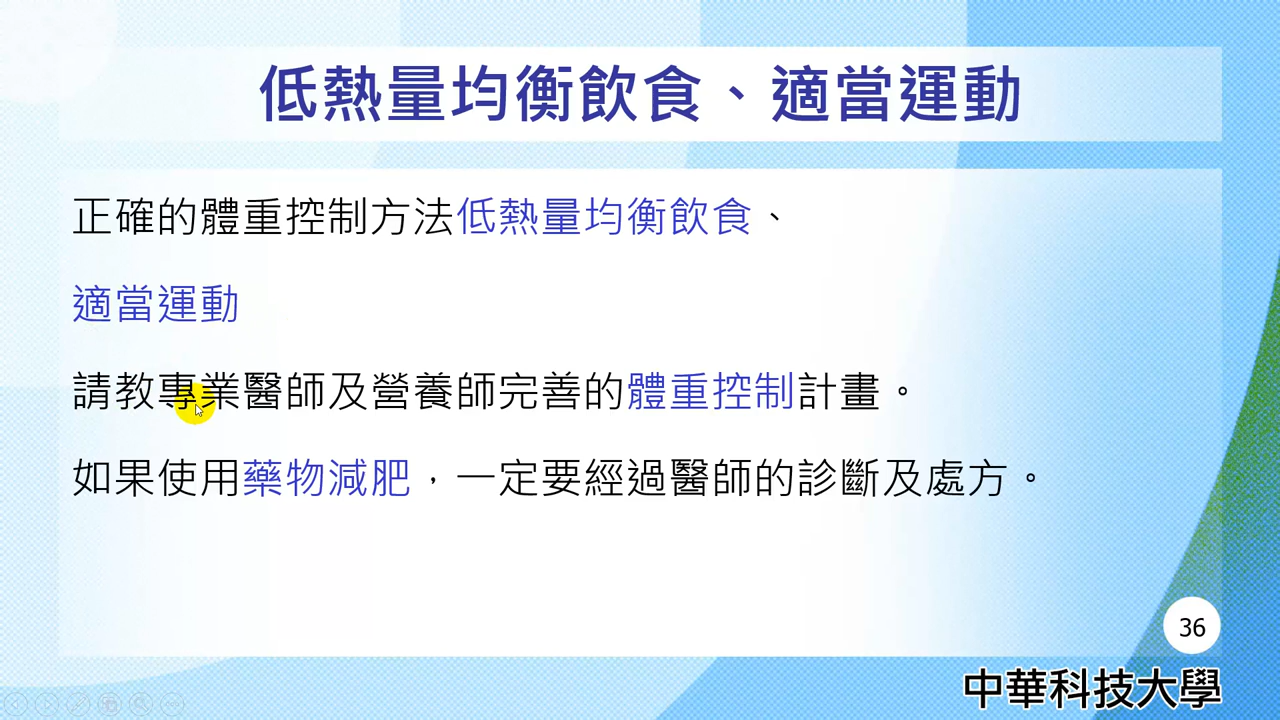 低熱量均衡飲食、適當運動
正確的體重控制方法低熱量均衡飲食、
適當運動
請教專業醫師及營養師完善的體重控制計畫。
如果使用藥物減肥，一定要經過醫師的診斷及處方。
36
中華科技大學